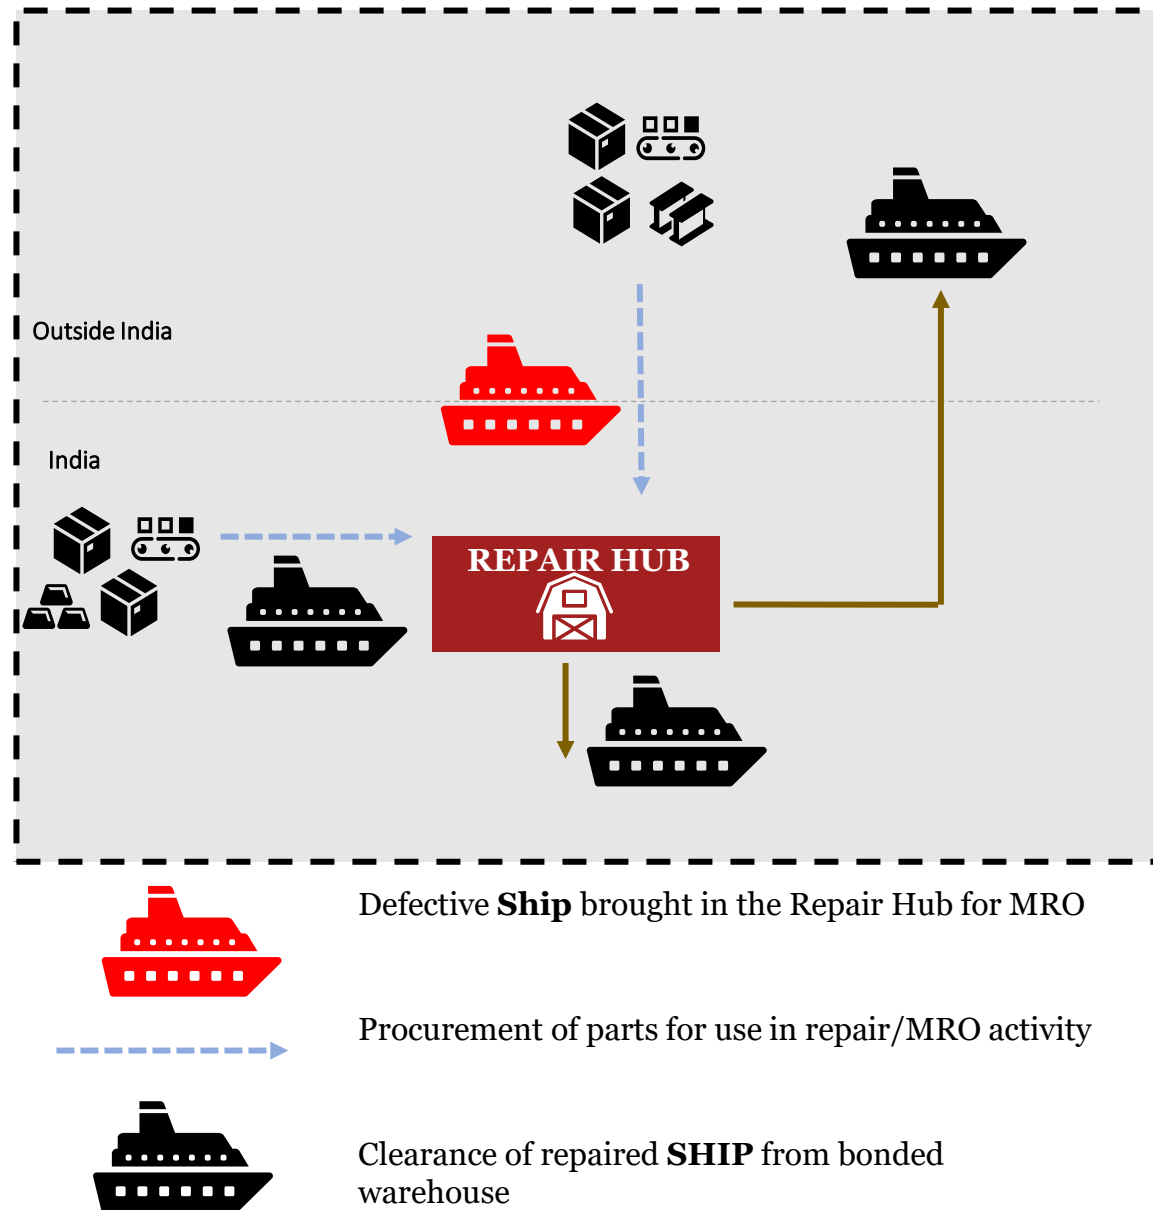 Outside India
India
REPAIR HUB
Defective Ship brought in the Repair Hub for MRO
Procurement of parts for use in repair/MRO activity
Clearance of repaired SHIP from bonded
warehouse